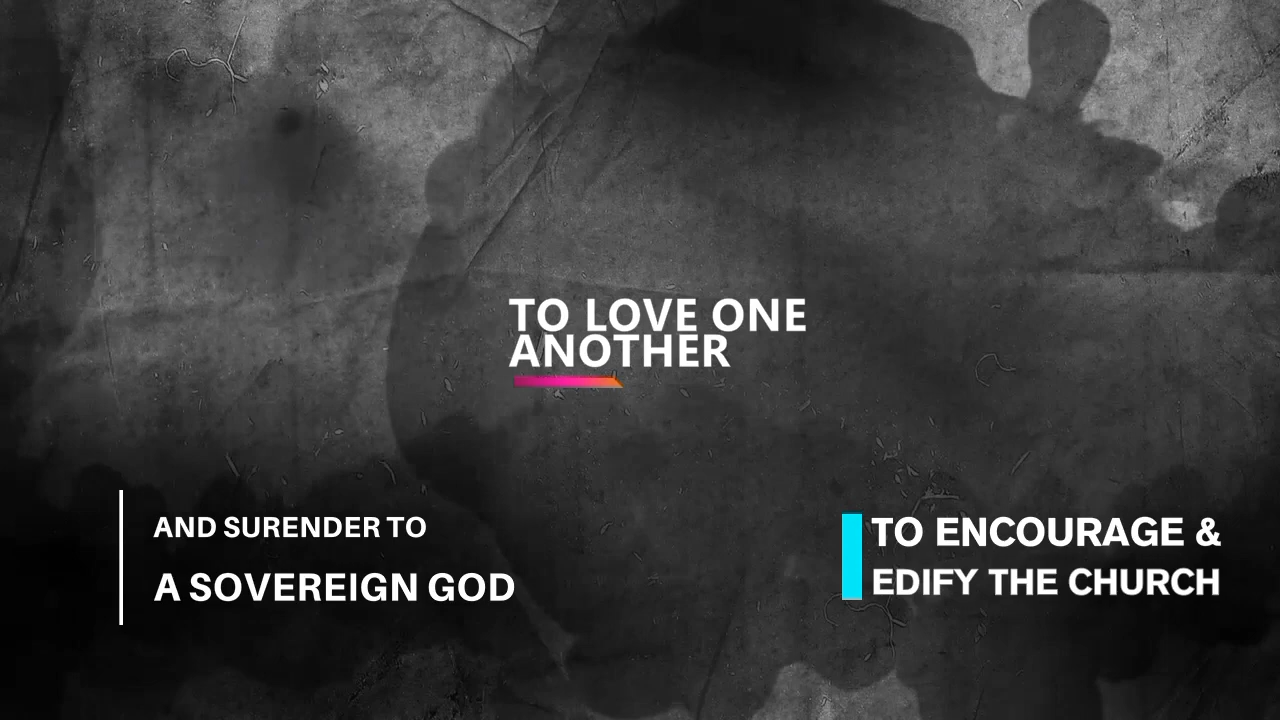 TO LOVE ONE
ANOTHER
AND SURENDER TO
A SOVEREIGN GOD
TO ENCOURAGE &
EDIFY THE CHURCH